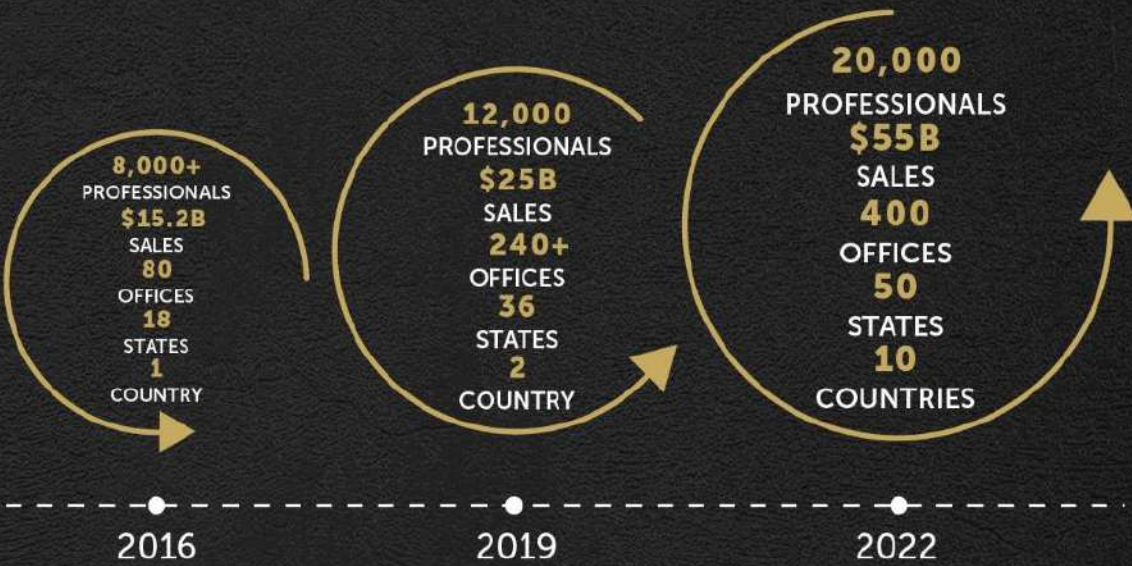 8,000+
PROFESSIONALS
$15.2B
SALES
80
OFFICES
18
STATES
1
COUNTRY
12,000
PROFESSIONALS
$25B
SALES
240+
OFFICES
36
STATES
2
COUNTRY
20,000
PROFESSIONALS
$55B
SALES
400
OFFICES
50
STATES
10
COUNTRIES
2016
2019
2022